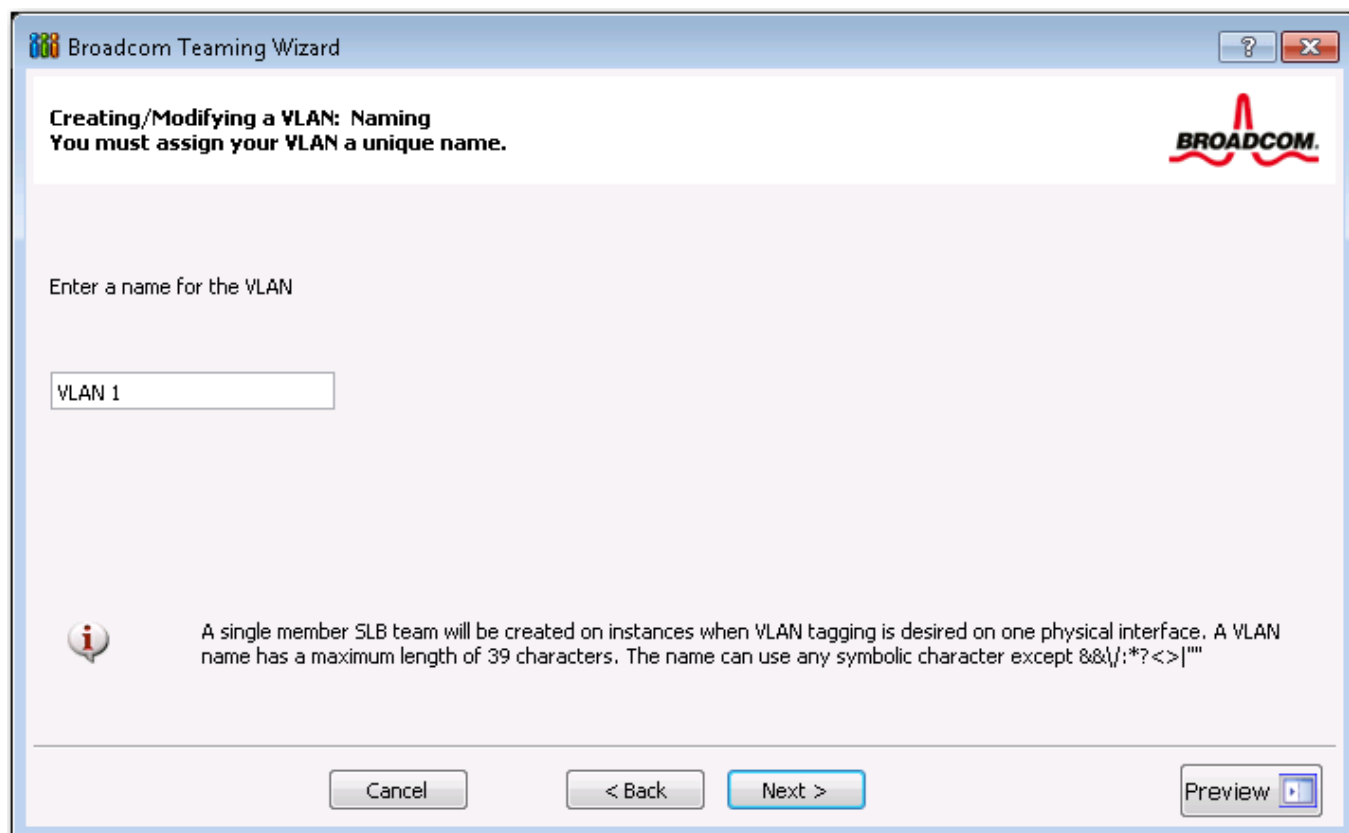 Broadcom Teaming Wizard
?
Creating/Modifying a VLAN: Naming
You must assign your VLAN a unique name.
BROADCOM.
Enter a name for the VLAN
VLAN 1
A single member SLB team will be created on instances when VLAN tagging is desired on one physical interface. A VLAN
name has a maximum length of 39 characters. The name can use any symbolic character except &&\/:*?<>|""
Cancel
< Back
Next >
Preview